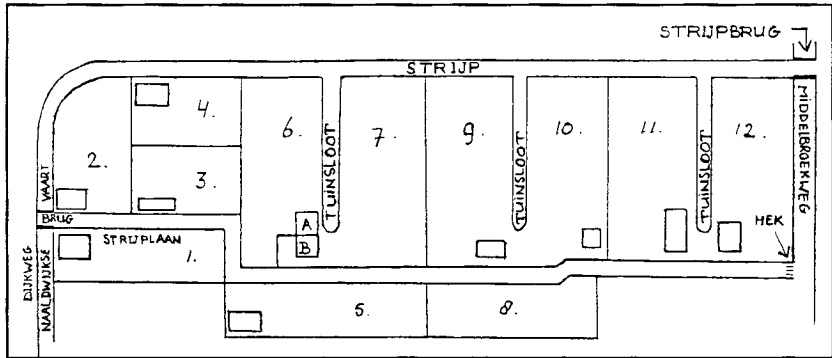 STRIJPBRUG
STRIJP
4.
6.
7.
9.
10.
11.
12.
2.
3.
VAART
TUINSLOOT
TUINSLOOT
TUINSLOOT
MIDDELBROEKWEG
A
B
BRUG
HEK
STRIJPLAAN
1.
DIJKWEG
NAALDWIJKSE
5.
8.